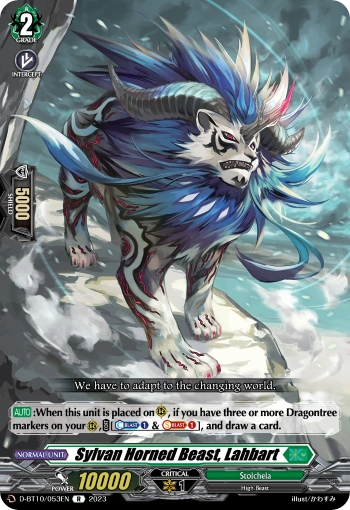 2
GRADE
INTERCEPT
5000
SHIELD
We have to adapt to the changing world.
AUTO :When this unit is placed on , if you have three or more Dragontree
markers on your , [ BLAST 1 & BLAST 1 ], and draw a card.
NORMAL UNIT Sylvan Horned Beast, Lahbart
POWER 10000 CRITICAL 1 Stoicheia
High Beast
D-BT10/053EN R 2023 illust/かわすみ